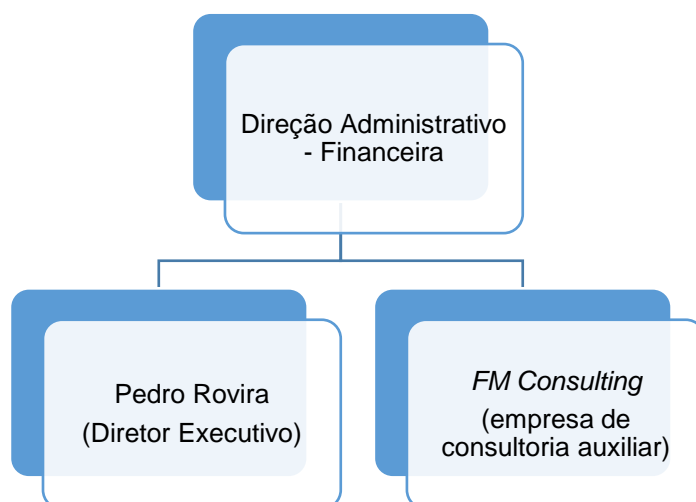 Direção Administrativo
- Financeira
Pedro Rovira
(Diretor Executivo)
FM Consulting
(empresa de
consultoria auxiliar)